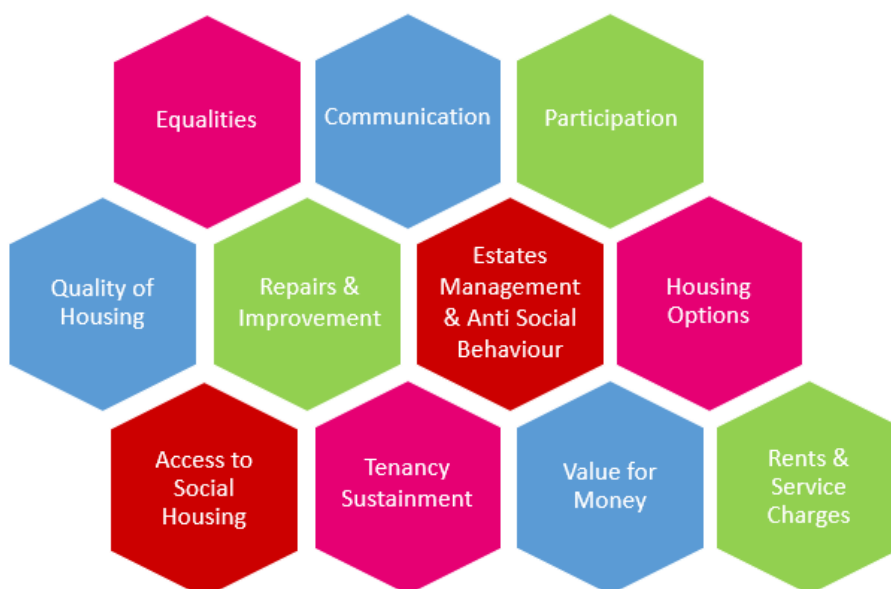 Equalities
Communication
Participation
Quality of
Housing
Repairs &
Improvement
Estates
Management
& Anti Social
Behaviour
Housing
Options
Access to
Social
Housing
Tenancy
Sustainment
Value for
Money
Rents &
Service
Charges